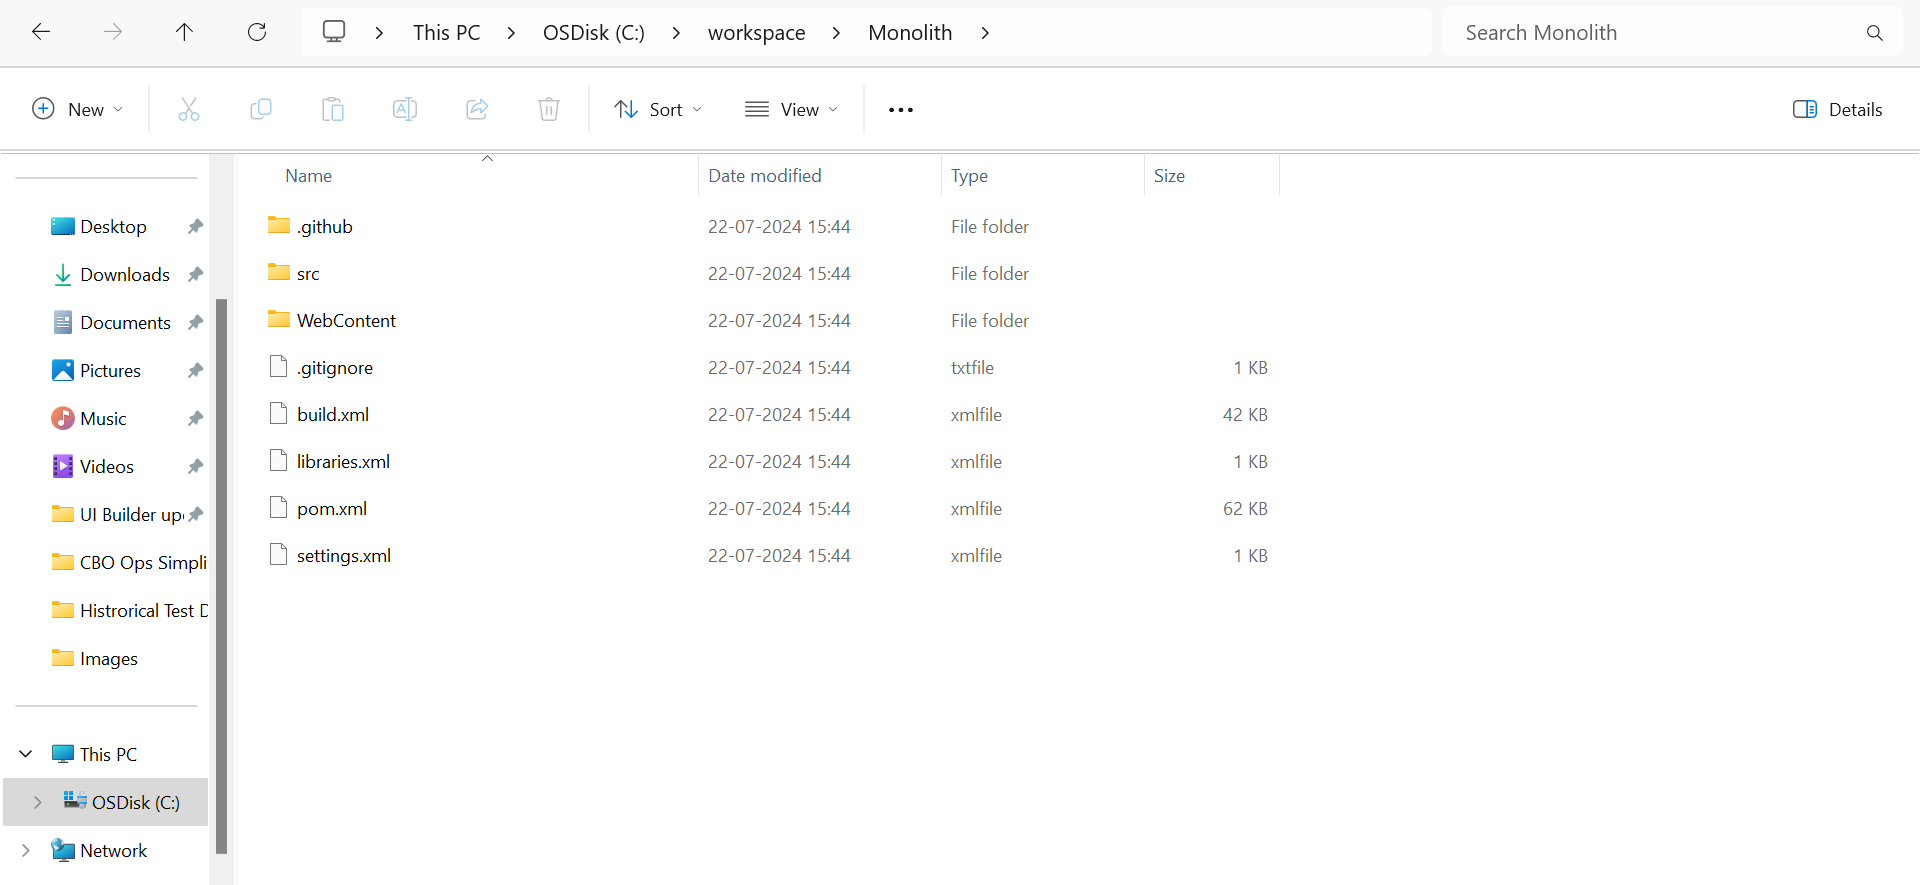 This PC > OSDisk (C:) > workspace > Monolith >
Search Monolith
New
Sort
View
Details
Name Date modified Type Size
.github 22-07-2024 15:44 File folder
src 22-07-2024 15:44 File folder
WebContent 22-07-2024 15:44 File folder
.gitignore 22-07-2024 15:44 txtfile 1 KB
build.xml 22-07-2024 15:44 xmlfile 42 KB
libraries.xml 22-07-2024 15:44 xmlfile 1 KB
pom.xml 22-07-2024 15:44 xmlfile 62 KB
settings.xml 22-07-2024 15:44 xmlfile 1 KB
Desktop
Downloads
Documents
Pictures
Music
Videos
UI Builder up
CBO Ops Simpli
Histrorical Test D
Images
This PC
OSDisk (C:)
Network